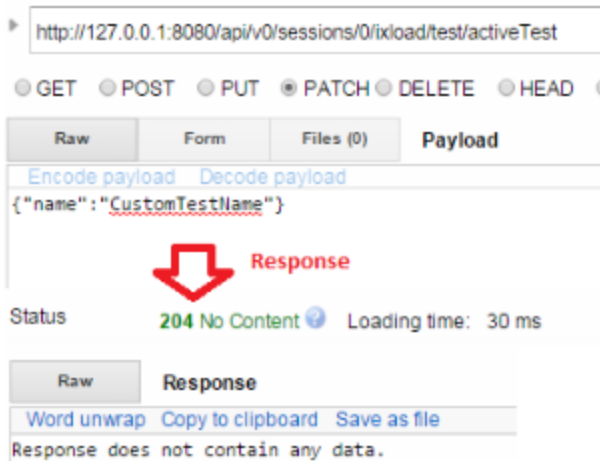 http://127.0.0.1:8080/api/v0/sessions/0/ixload/test/activeTest
GET POST PUT PATCH DELETE HEAD
Raw Form Files (0) Payload
Encode payload Decode payload
{"name":"CustomTestName"}
Response
Status 204 No Content Loading time: 30 ms
Raw Response
Word unwrap Copy to clipboard Save as file
Response does not contain any data.